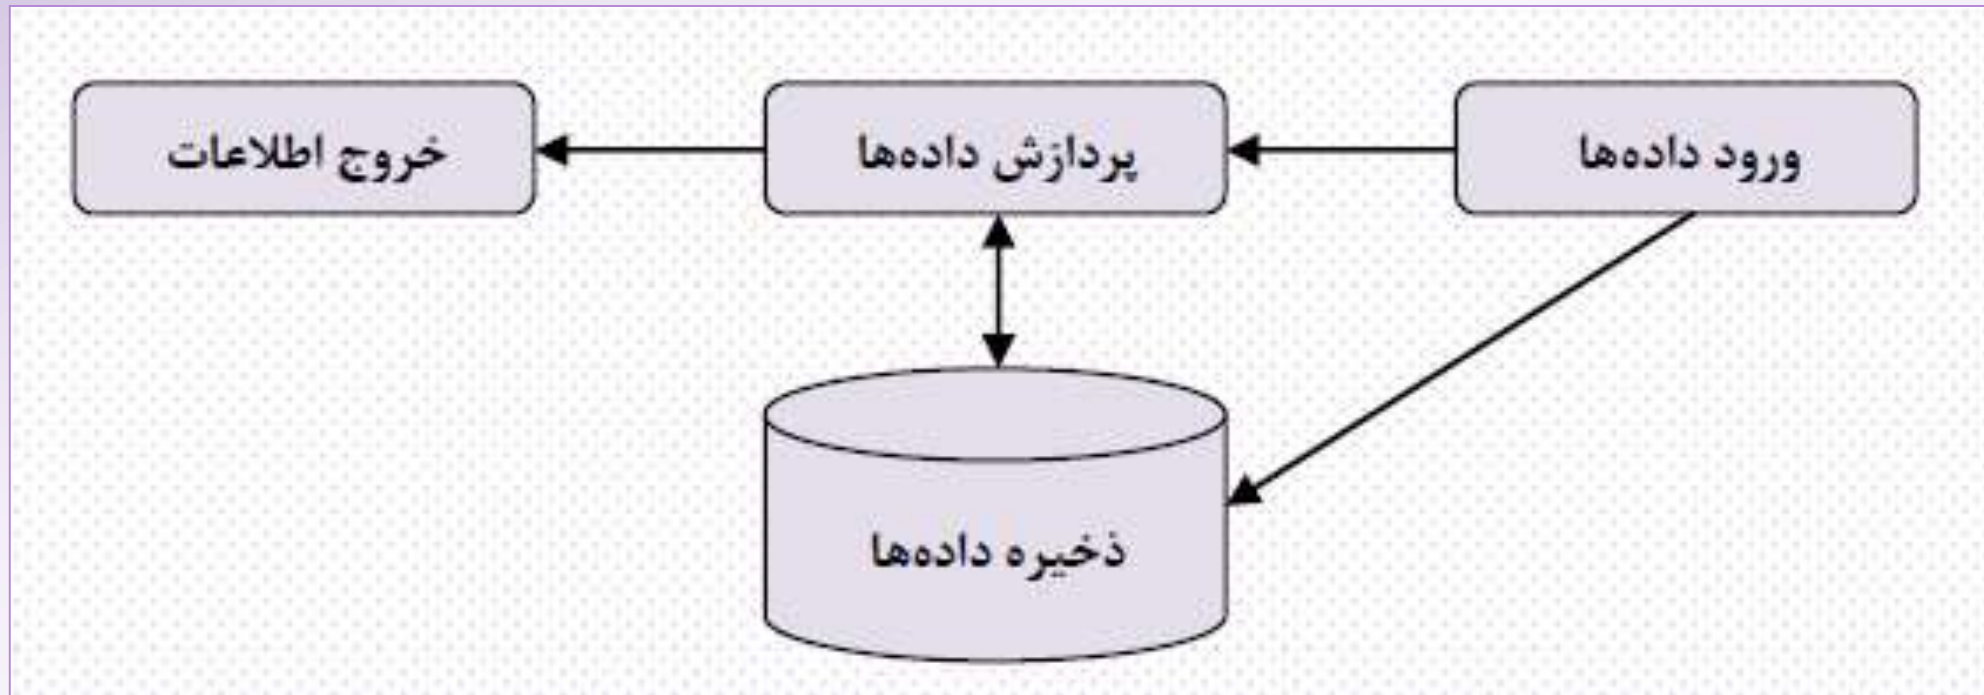 ورود داده‌ها
پردازش داده‌ها
خروج اطلاعات
ذخیره داده‌ها